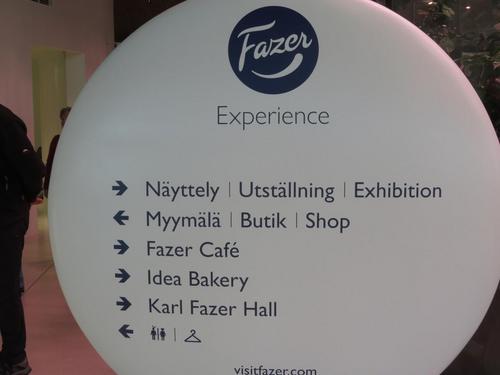 Fazer
Experience
→ Näyttely | Utställning | Exhibition
← Myymälä | Butik | Shop
→ Fazer Café
→ Idea Bakery
→ Karl Fazer Hall
visitfazer.com